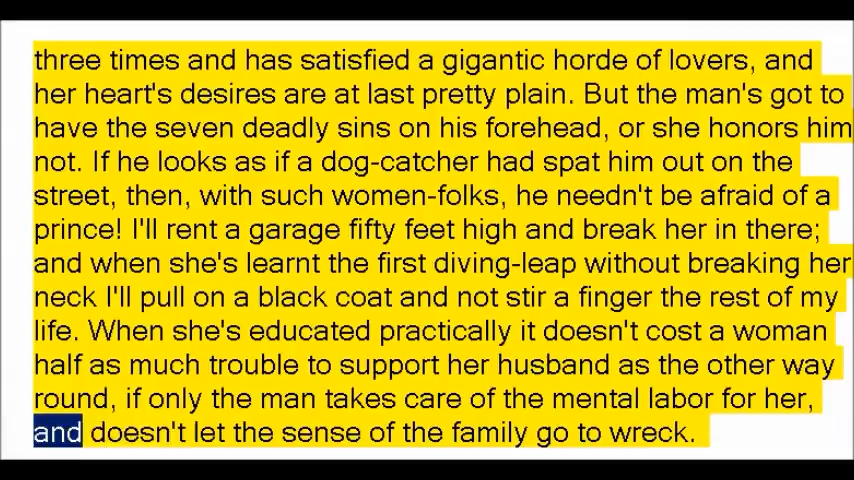 three times and has satisfied a gigantic horde of lovers, and
her heart's desires are at last pretty plain. But the man's got to
have the seven deadly sins on his forehead, or she honors him
not. If he looks as if a dog-catcher had spat him out on the
street, then, with such women-folks, he needn't be afraid of a
prince! I'll rent a garage fifty feet high and break her in there;
and when she's learnt the first diving-leap without breaking her
neck I'll pull on a black coat and not stir a finger the rest of my
life. When she's educated practically it doesn't cost a woman
half as much trouble to support her husband as the other way
round, if only the man takes care of the mental labor for her,
and doesn't let the sense of the family go to wreck.